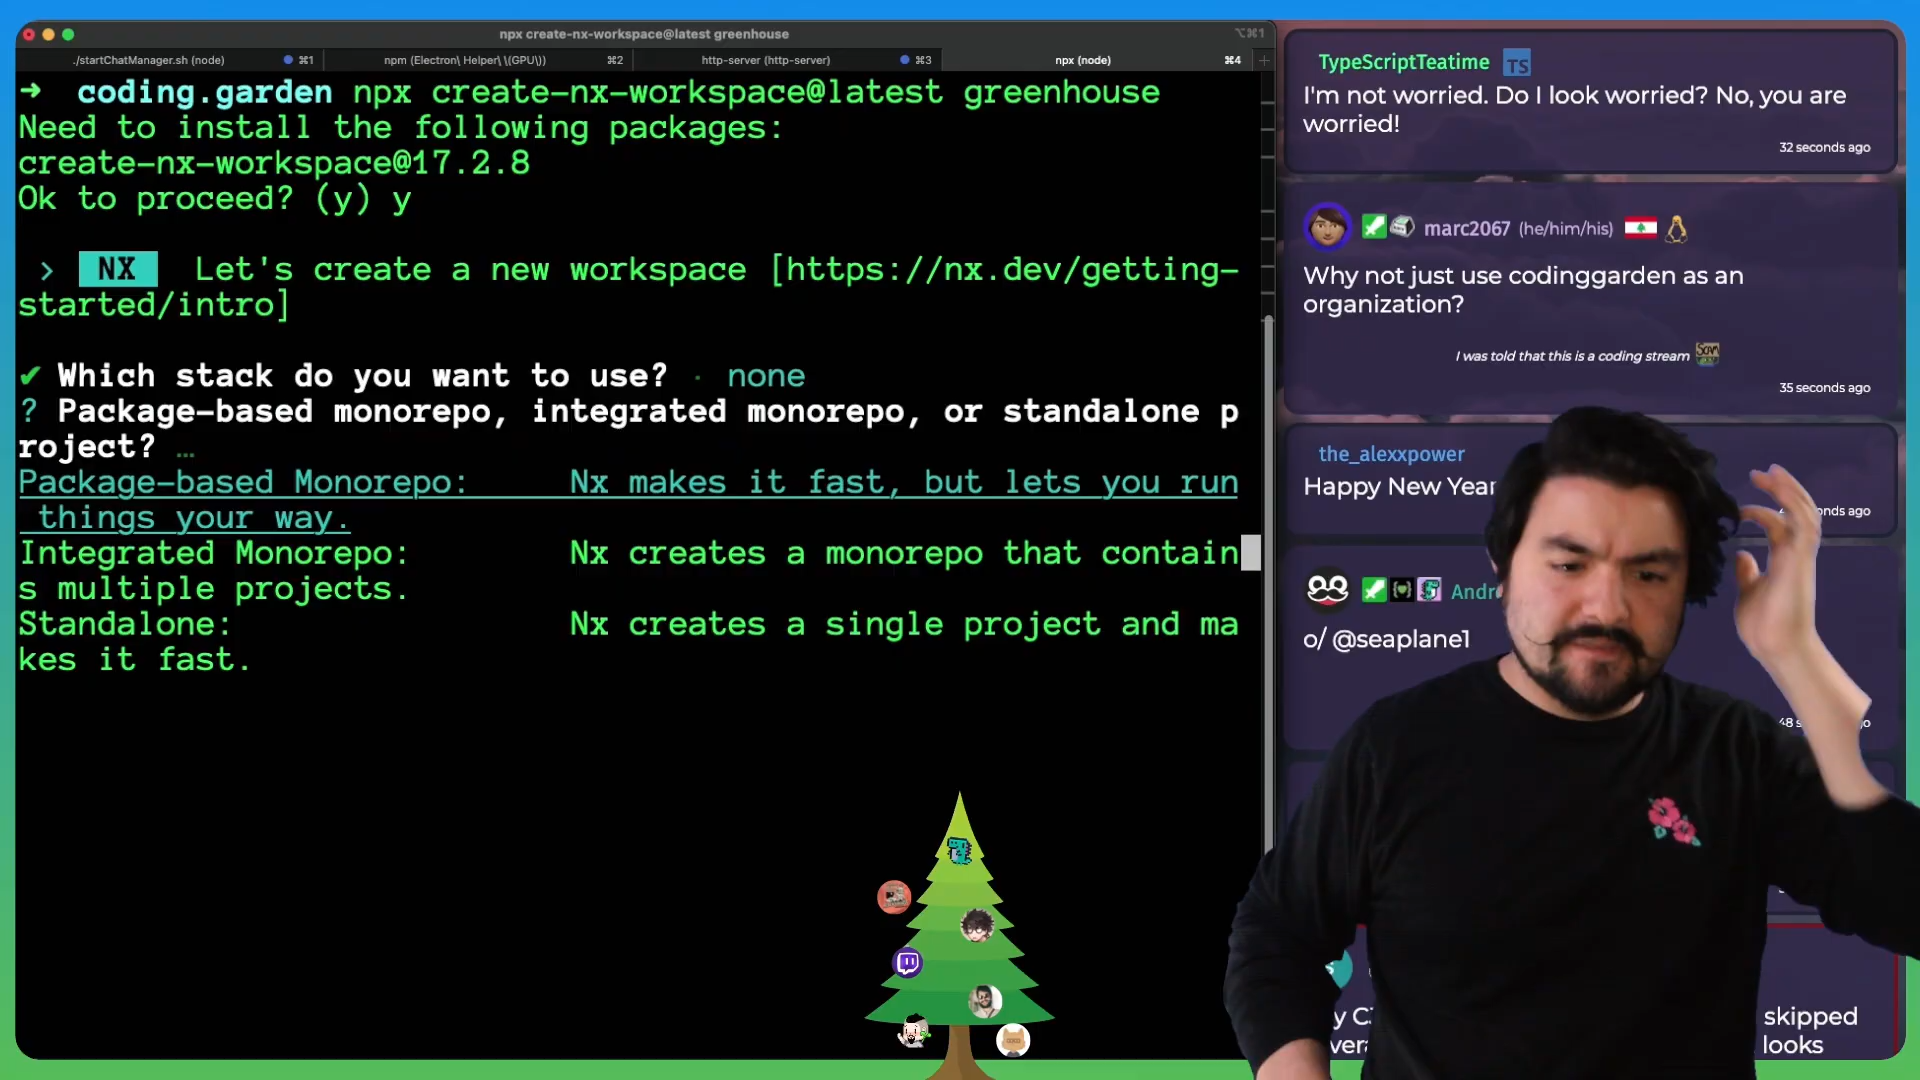 npx create-nx-workspace@latest greenhouse
⌥⌘1
./startChatManager.sh (node) ⌘1
npm (Electron\ Helper\ \(GPU\)) ⌘2
http-server (http-server) ⌘3
npx (node) ⌘4
➜ coding.garden npx create-nx-workspace@latest greenhouse
Need to install the following packages:
create-nx-workspace@17.2.8
Ok to proceed? (y) y
> NX Let's create a new workspace [https://nx.dev/getting-
started/intro]
✔ Which stack do you want to use? · none
? Package-based monorepo, integrated monorepo, or standalone p
roject? …
Package-based Monorepo: Nx makes it fast, but lets you run
things your way.
Integrated Monorepo: Nx creates a monorepo that contain
s multiple projects.
Standalone: Nx creates a single project and ma
kes it fast.
TypeScriptTeatime TS
I'm not worried. Do I look worried? No, you are
worried!
32 seconds ago
marc2067 (he/him/his)
Why not just use codinggarden as an
organization?
I was told that this is a coding stream
35 seconds ago
the_alexxpower
Happy New Year
onds ago
Andr
o/ @seaplane1
48 s
skipped
looks